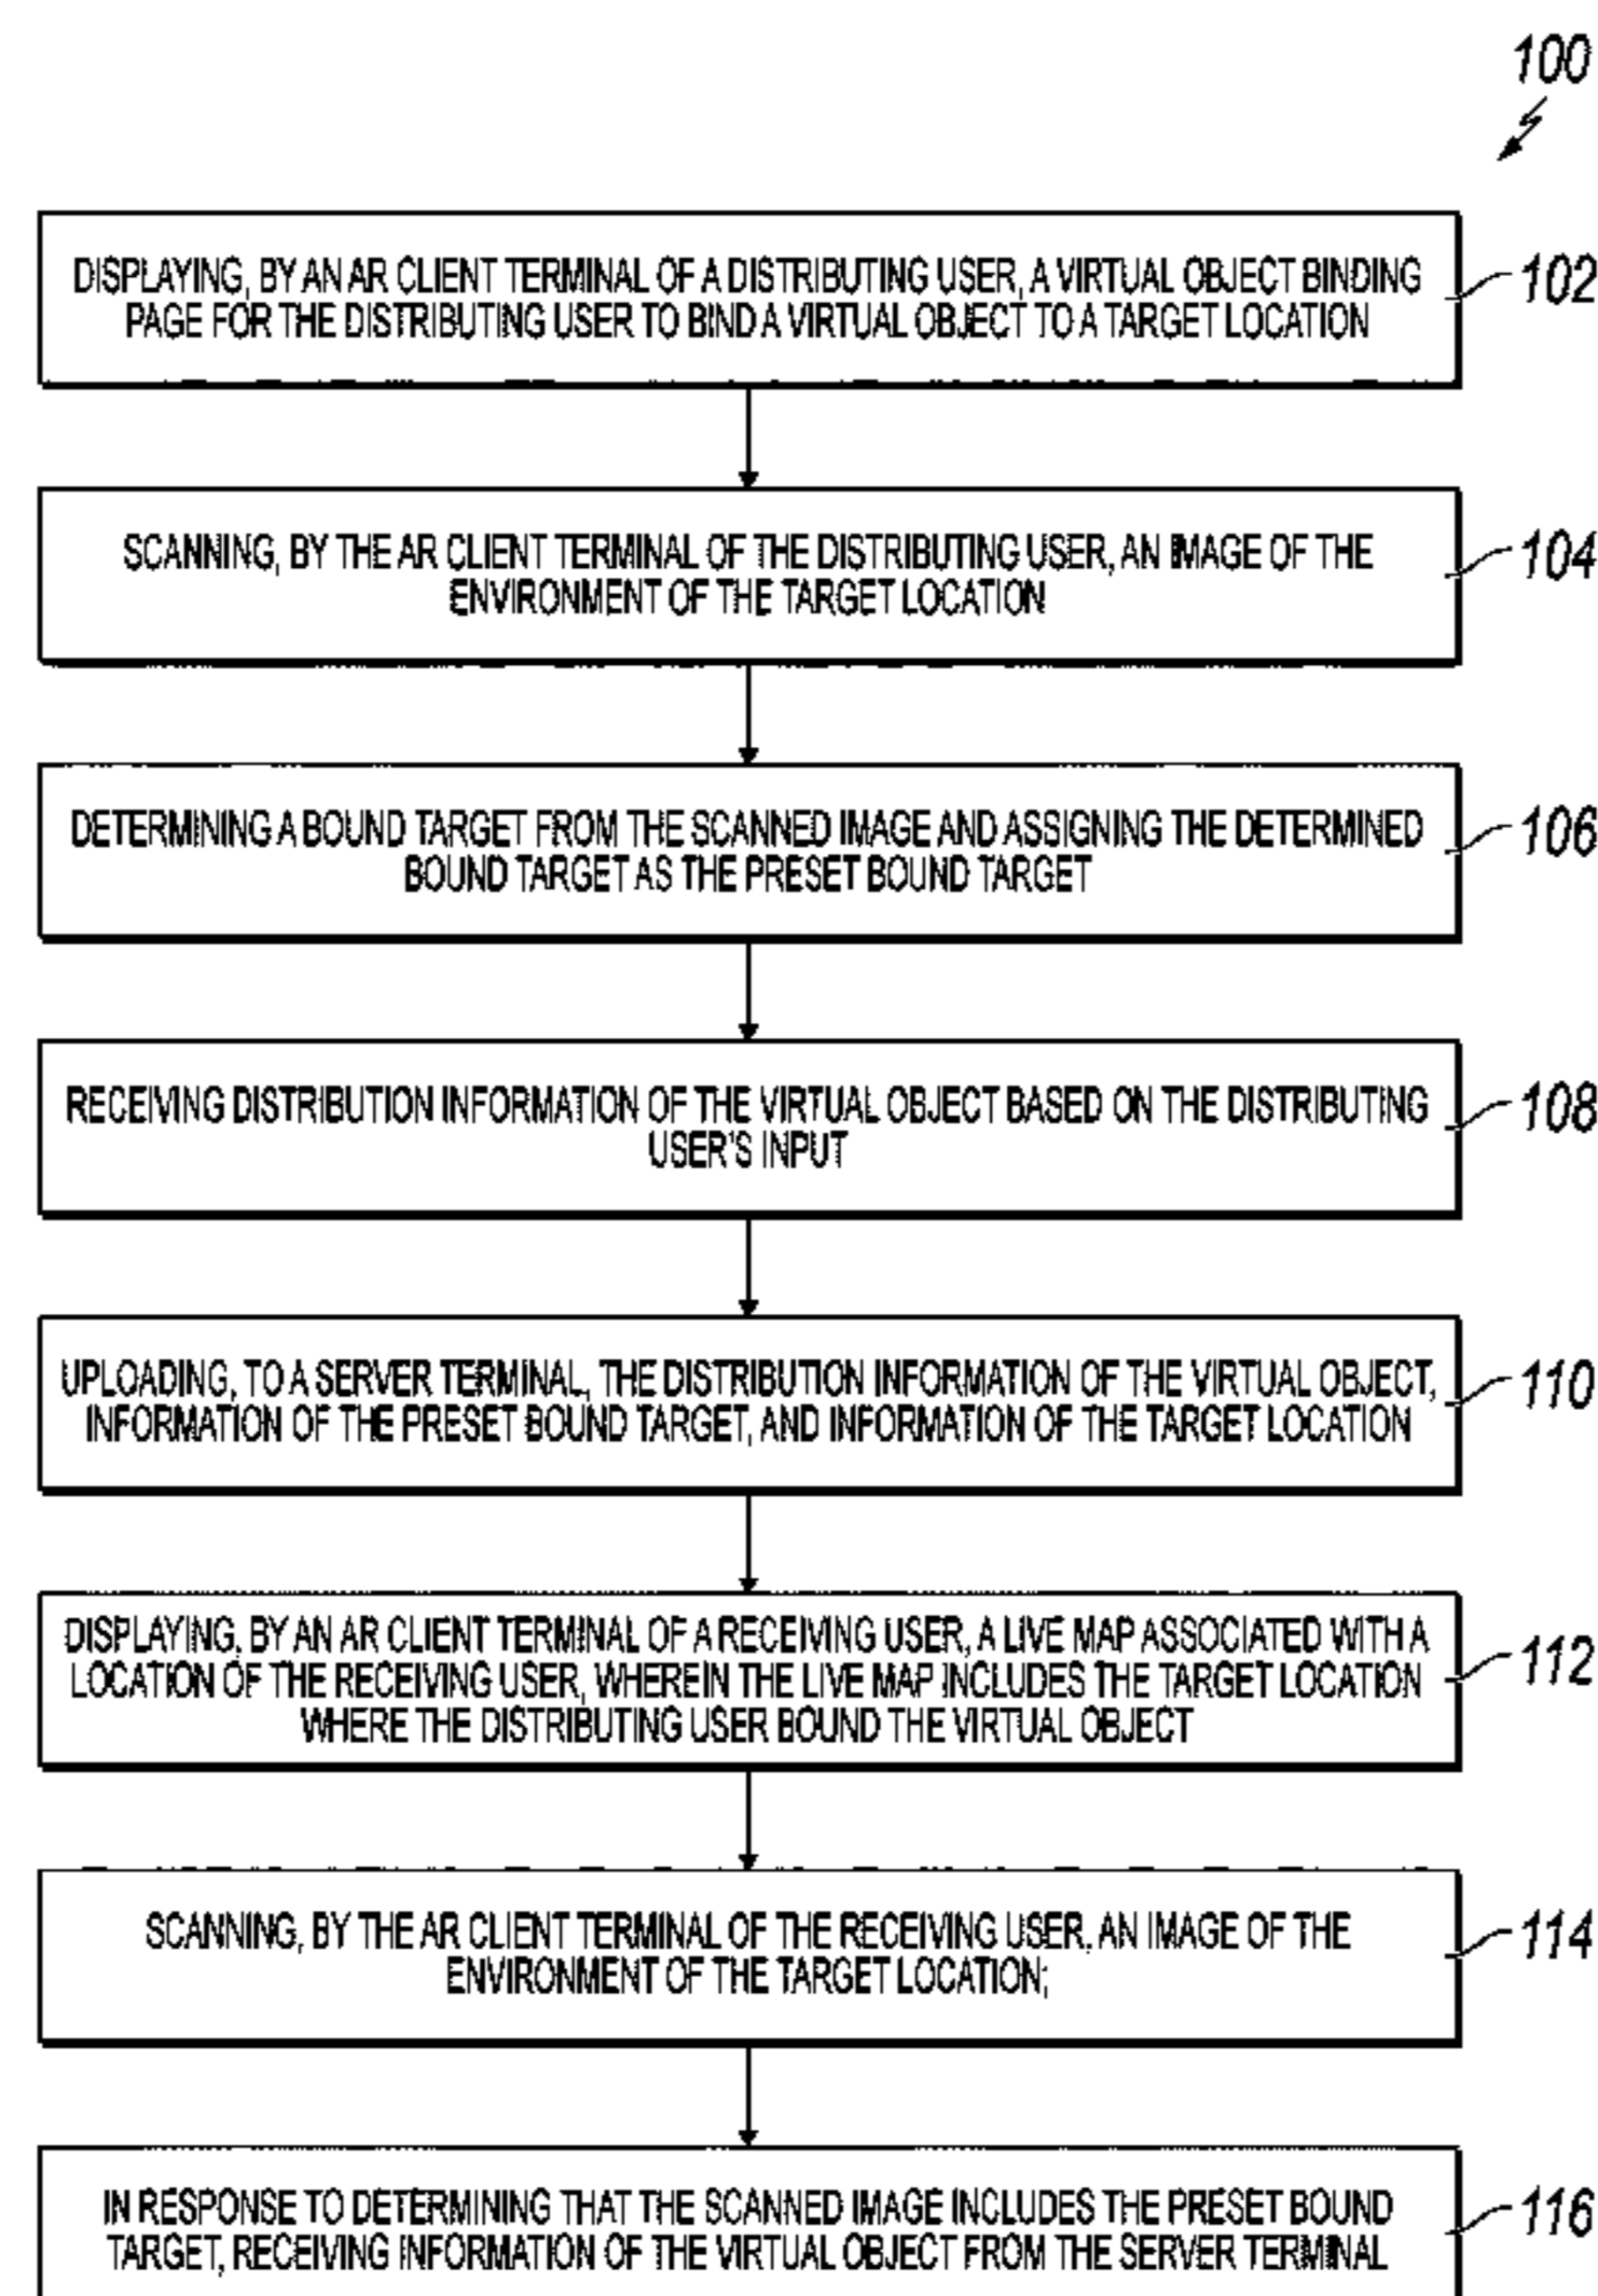 100
DISPLAYING, BY AN AR CLIENT TERMINAL OF A DISTRIBUTING USER, A VIRTUAL OBJECT BINDING
PAGE FOR THE DISTRIBUTING USER TO BIND A VIRTUAL OBJECT TO A TARGET LOCATION
102
SCANNING, BY THE AR CLIENT TERMINAL OF THE DISTRIBUTING USER, AN IMAGE OF THE
ENVIRONMENT OF THE TARGET LOCATION
104
DETERMINING A BOUND TARGET FROM THE SCANNED IMAGE AND ASSIGNING THE DETERMINED
BOUND TARGET AS THE PRESET BOUND TARGET
106
RECEIVING DISTRIBUTION INFORMATION OF THE VIRTUAL OBJECT BASED ON THE DISTRIBUTING
USER'S INPUT
108
UPLOADING, TO A SERVER TERMINAL, THE DISTRIBUTION INFORMATION OF THE VIRTUAL OBJECT,
INFORMATION OF THE PRESET BOUND TARGET, AND INFORMATION OF THE TARGET LOCATION
110
DISPLAYING, BY AN AR CLIENT TERMINAL OF A RECEIVING USER, A LIVE MAP ASSOCIATED WITH A
LOCATION OF THE RECEIVING USER, WHEREIN THE LIVE MAP INCLUDES THE TARGET LOCATION
WHERE THE DISTRIBUTING USER BOUND THE VIRTUAL OBJECT
112
SCANNING, BY THE AR CLIENT TERMINAL OF THE RECEIVING USER, AN IMAGE OF THE
ENVIRONMENT OF THE TARGET LOCATION;
114
IN RESPONSE TO DETERMINING THAT THE SCANNED IMAGE INCLUDES THE PRESET BOUND
TARGET, RECEIVING INFORMATION OF THE VIRTUAL OBJECT FROM THE SERVER TERMINAL
116